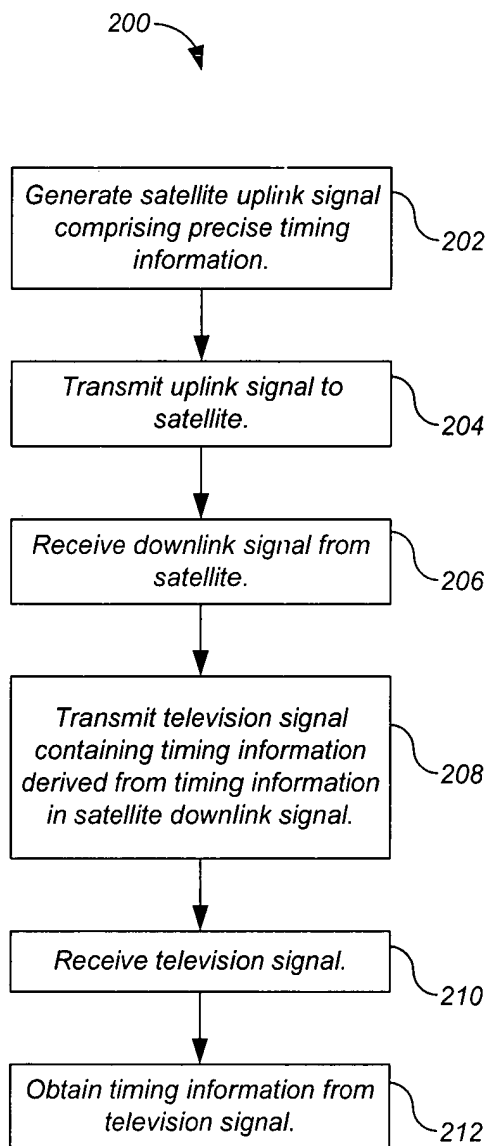 200
Generate satellite uplink signal
comprising precise timing
information.
202
Transmit uplink signal to
satellite.
204
Receive downlink signal from
satellite.
206
Transmit television signal
containing timing information
derived from timing information
in satellite downlink signal.
208
Receive television signal.
210
Obtain timing information from
television signal.
212